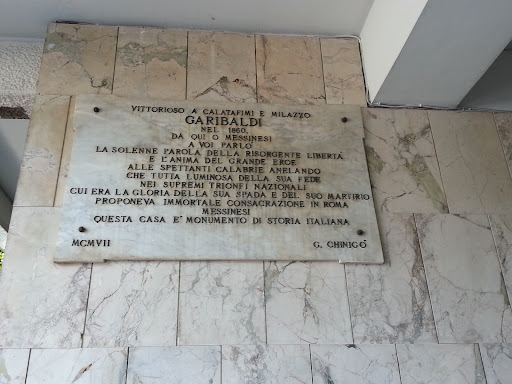 VITTORIOSO A CALATAFIMI E MILAZZO
GARIBALDI
NEL 1860,
DA QUI O MESSINESI
A VOI PARLÒ
LA SOLENNE PAROLA DELLA RISORGENTE LIBERTÀ
E L'ANIMA DEL GRANDE EROE
ALLE SPETTANTI CALABRIE ANELANDO
CHE TUTTA LUMINOSA DELLA SUA FEDE
NEI SUPREMI TRIONFI NAZIONALI
CUI ERA LA GLORIA DELLA SUA SPADA E DEL SUO MARTIRIO
PROPONEVA IMMORTALE CONSACRAZIONE IN ROMA
MESSINESI
QUESTA CASA E' MONUMENTO DI STORIA ITALIANA
MCMVII G. CHINIGÒ